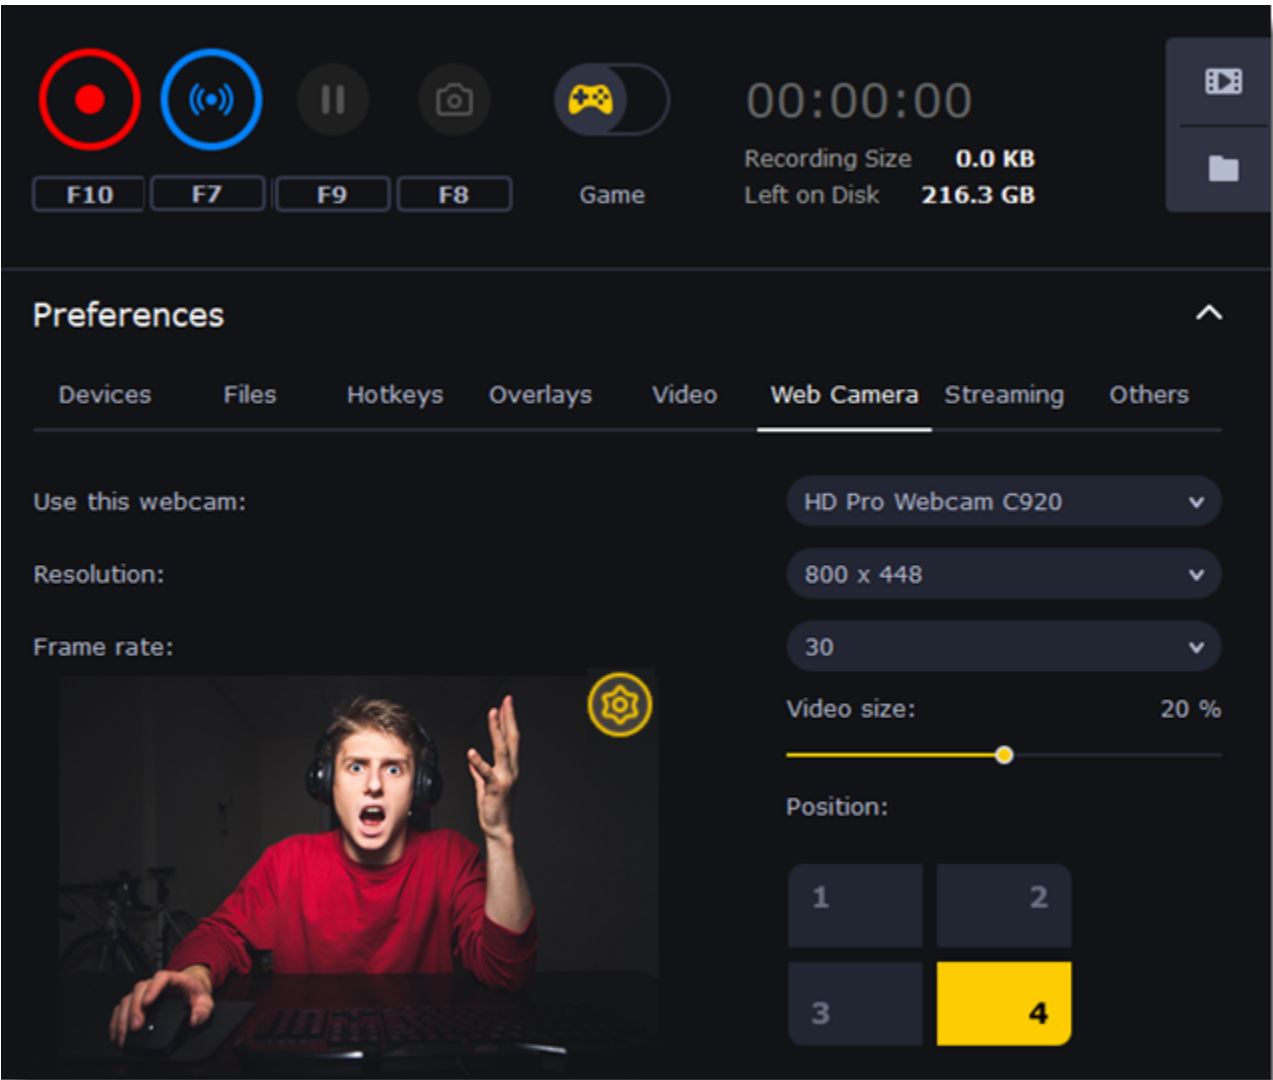 00:00:00
Recording Size 0.0 KB
Left on Disk 216.3 GB
F10 F7 F9 F8 Game
Preferences
Devices Files Hotkeys Overlays Video Web Camera Streaming Others
Use this webcam: HD Pro Webcam C920
Resolution: 800 x 448
Frame rate: 30
Video size: 20 %
Position:
1 2
3 4